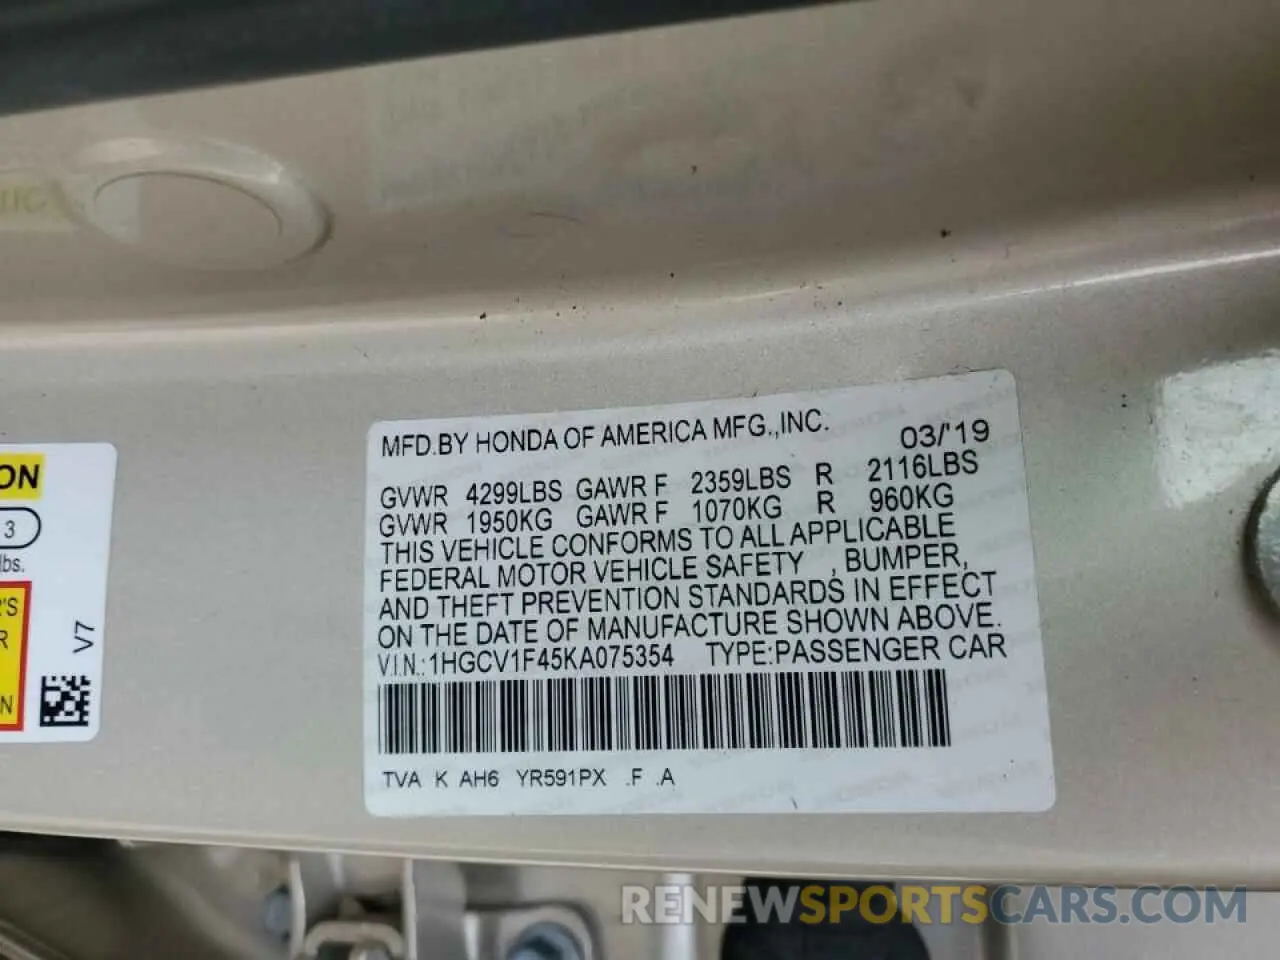 MFD.BY HONDA OF AMERICA MFG.,INC. 03/'19
GVWR 4299LBS GAWR F 2359LBS R 2116LBS
GVWR 1950KG GAWR F 1070KG R 960KG
THIS VEHICLE CONFORMS TO ALL APPLICABLE
FEDERAL MOTOR VEHICLE SAFETY , BUMPER,
AND THEFT PREVENTION STANDARDS IN EFFECT
ON THE DATE OF MANUFACTURE SHOWN ABOVE.
V.I.N.:1HGCV1F45KA075354 TYPE:PASSENGER CAR
TVA K AH6 YR591PX .F .A
ON
3
lbs.
R'S
R
N
V7
RENEWSPORTSCARS.COM